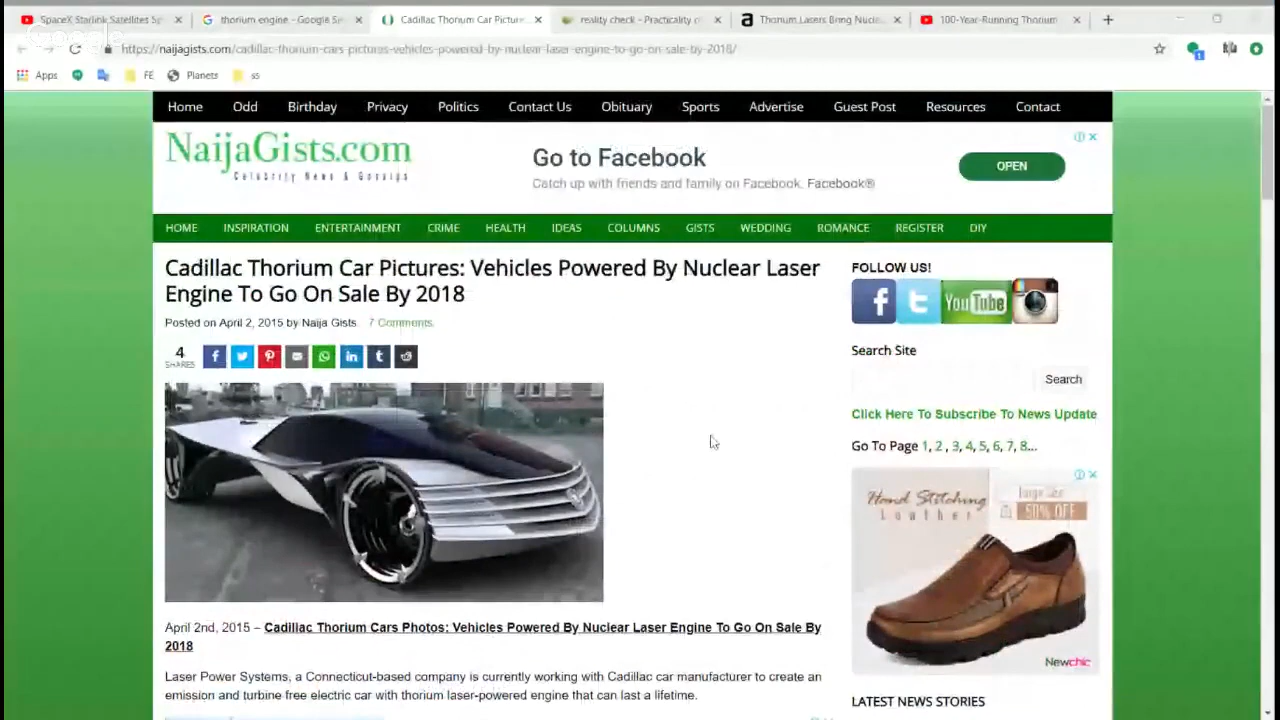 SpaceX Starlink Satellites Sp
thorium engine - Google Se
Cadillac Thorium Car Picture
reality check - Practicality o
Thorium Lasers Bring Nucle
100-Year-Running Thorium
Google
https://naijagists.com/cadillac-thorium-cars-pictures-vehicles-powered-by-nuclear-laser-engine-to-go-on-sale-by-2018/
Apps FE Planets ss
Home Odd Birthday Privacy Politics Contact Us Obituary Sports Advertise Guest Post Resources Contact
NaijaGists.com
Celebrity News & Gossips
Go to Facebook
Catch up with friends and family on Facebook. Facebook®
OPEN
HOME INSPIRATION ENTERTAINMENT CRIME HEALTH IDEAS COLUMNS GISTS WEDDING ROMANCE REGISTER DIY
Cadillac Thorium Car Pictures: Vehicles Powered By Nuclear Laser
Engine To Go On Sale By 2018
Posted on April 2, 2015 by Naija Gists 7 Comments
4
SHARES
April 2nd, 2015 – Cadillac Thorium Cars Photos: Vehicles Powered By Nuclear Laser Engine To Go On Sale By
2018
Laser Power Systems, a Connecticut-based company is currently working with Cadillac car manufacturer to create an
emission and turbine free electric car with thorium laser-powered engine that can last a lifetime.
FOLLOW US!
You Tube
Search Site
Search
Click Here To Subscribe To News Update
Go To Page 1, 2 , 3, 4, 5, 6, 7, 8...
Hand Stitching
Leather
Large Size
50% OFF
Newchic
LATEST NEWS STORIES